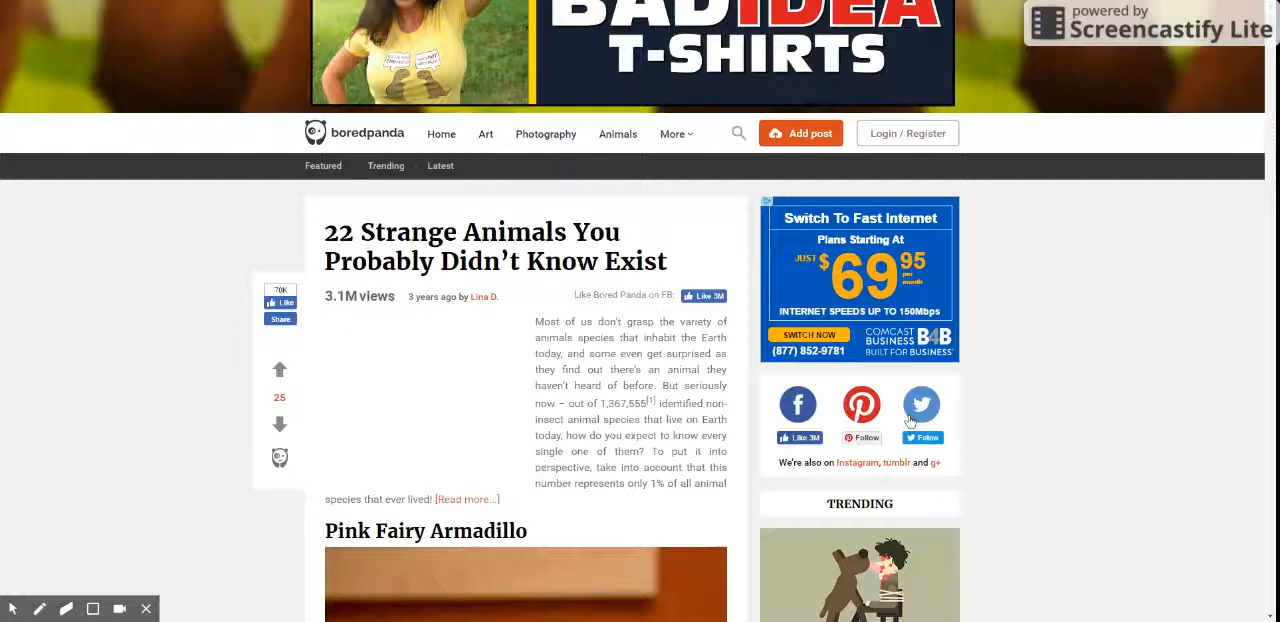 powered by
Screencastify Lite
BAD IDEA
T-SHIRTS
boredpanda
Home
Art
Photography
Animals
More
Add post
Login / Register
Featured
Trending
Latest
22 Strange Animals You
Probably Didn't Know Exist
3.1M views
3 years ago by Lina D.
Like Bored Panda on FB:
Like 3M
70K
Like
Share
25
Most of us don't grasp the variety of
animals species that inhabit the Earth
today, and some even get surprised as
they find out there's an animal they
haven't heard of before. But seriously
now – out of 1,367,555[1] identified non-
insect animal species that live on Earth
today, how do you expect to know every
single one of them? To put it into
perspective, take into account that this
number represents only 1% of all animal
species that ever lived! [Read more...]
Pink Fairy Armadillo
Switch To Fast Internet
Plans Starting At
JUST $69 95 per month
INTERNET SPEEDS UP TO 150Mbps
SWITCH NOW
(877) 852-9781
COMCAST
BUSINESS B4B
BUILT FOR BUSINESS
Like 3M
Follow
Follow
We're also on Instagram, tumblr and g+
TRENDING